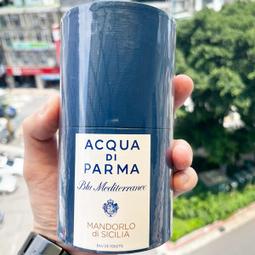 ACQUA
DI
PARMA
Blu Mediterraneo
MANDORLO
di SICILIA
EAU DE TOILETTE